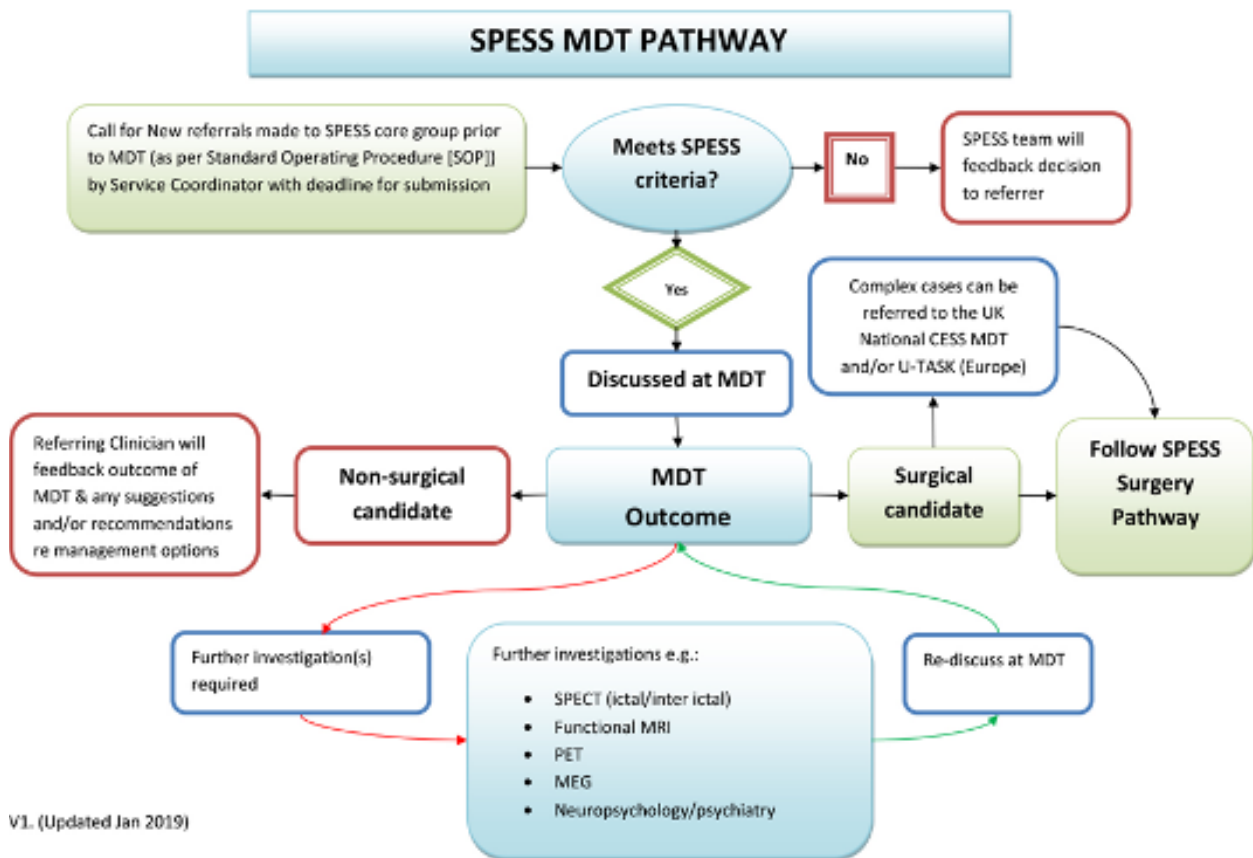 SPESS MDT PATHWAY
Call for New referrals made to SPESS core group prior
to MDT (as per Standard Operating Procedure [SOP])
by Service Coordinator with deadline for submission
Meets SPESS
criteria?
No
SPESS team will
feedback decision
to referrer
Yes
Complex cases can be
referred to the UK
National CESS MDT
and/or U-TASK (Europe)
Discussed at MDT
Referring Clinician will
feedback outcome of
MDT & any suggestions
and/or recommendations
re management options
Non-surgical
candidate
MDT
Outcome
Surgical
candidate
Follow SPESS
Surgery
Pathway
Further investigation(s)
required
Further investigations e.g.:
• SPECT (ictal/inter ictal)
• Functional MRI
• PET
• MEG
• Neuropsychology/psychiatry
Re-discuss at MDT
V1. (Updated Jan 2019)